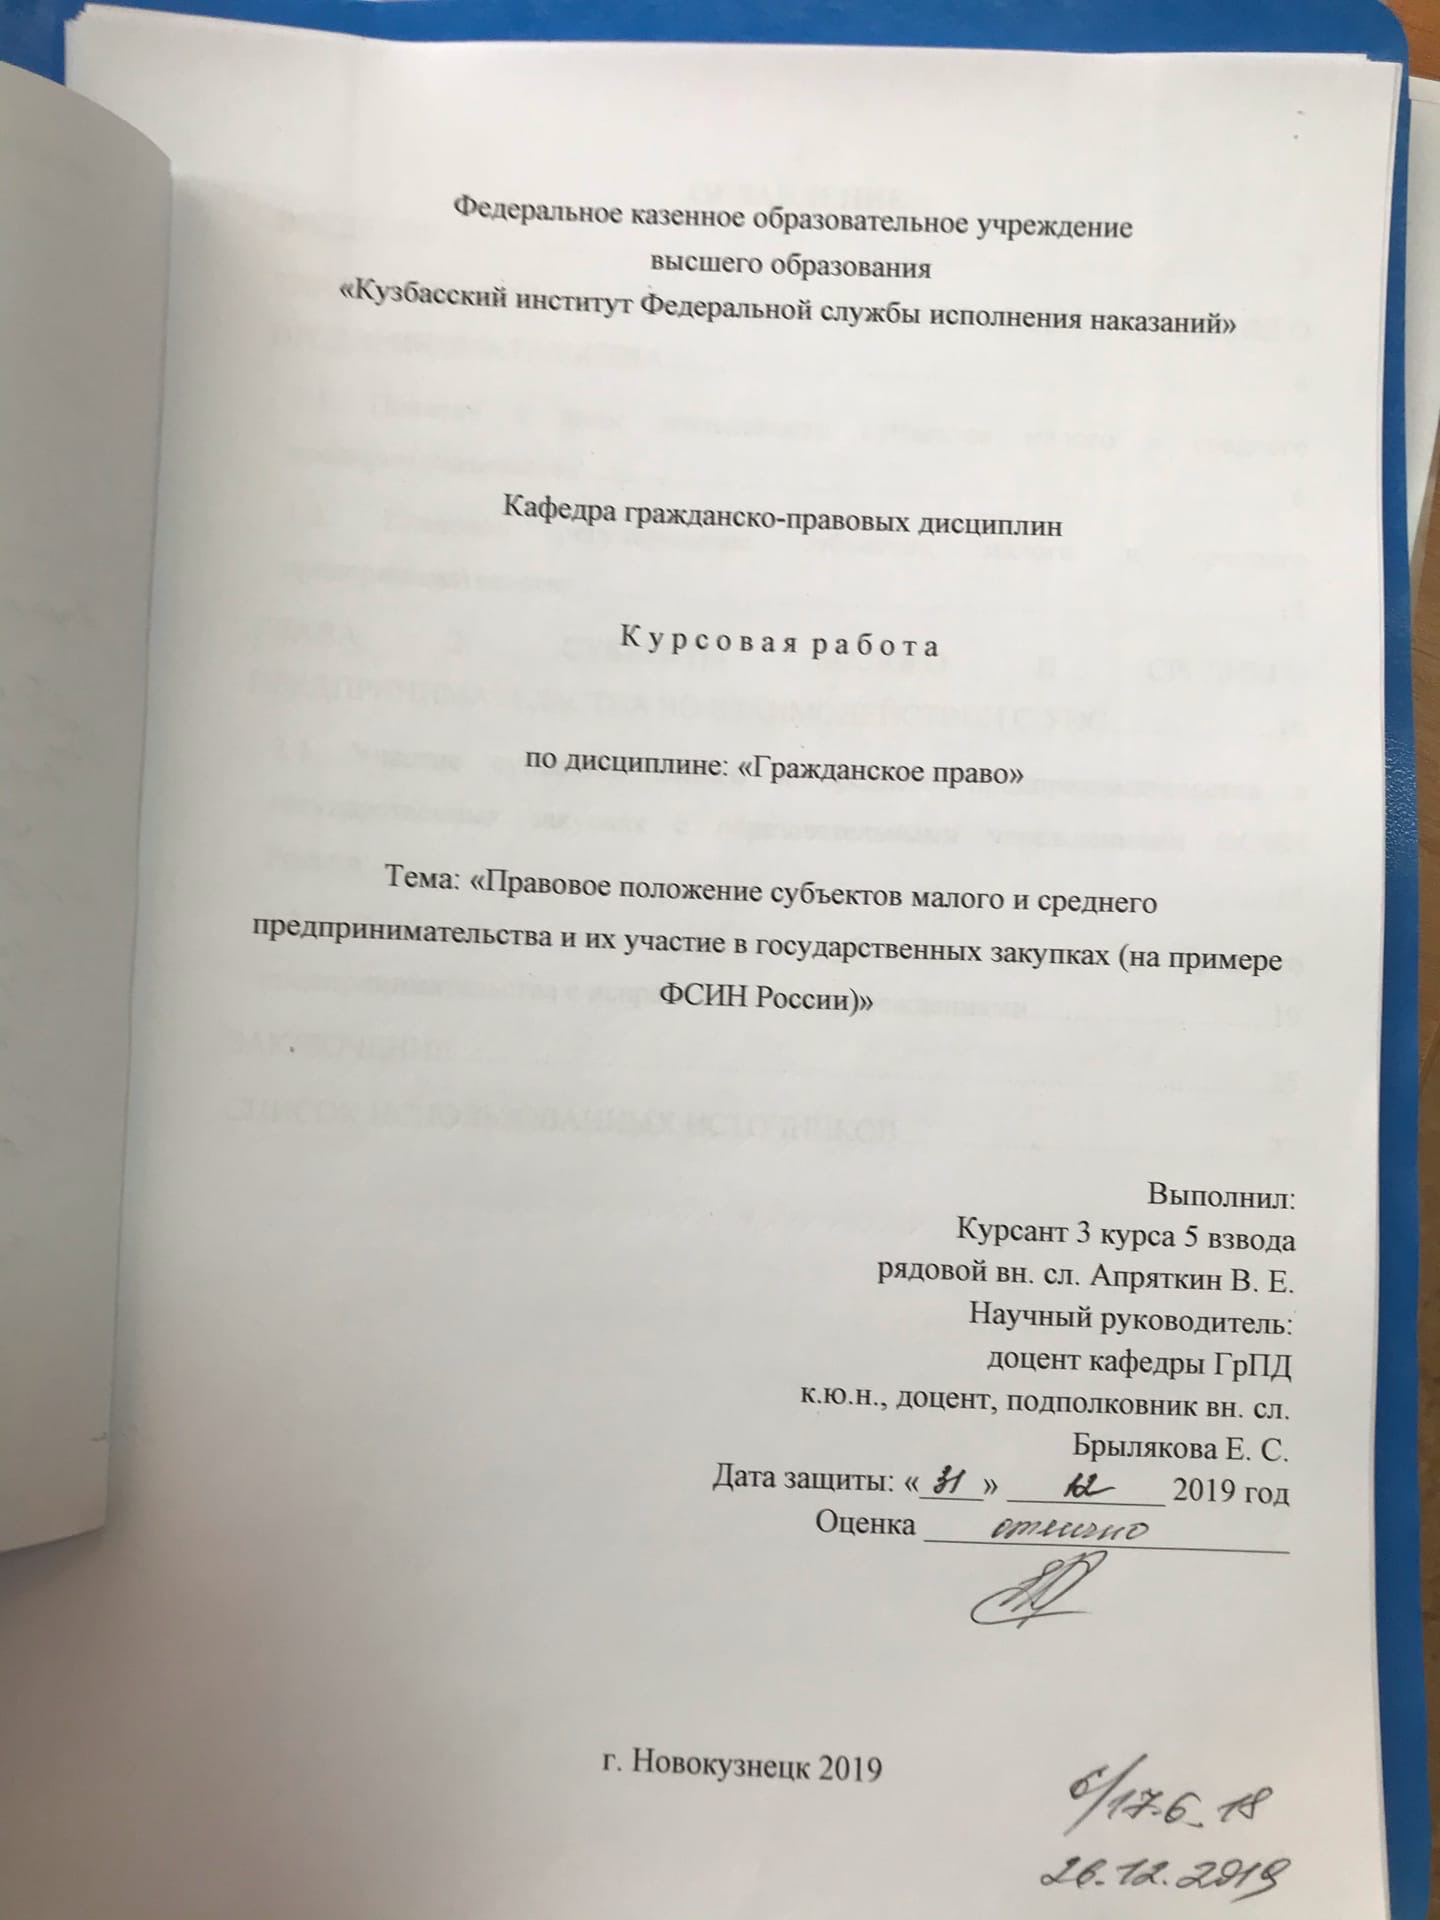 Федеральное казенное образовательное учреждение
высшего образования
«Кузбасский институт Федеральной службы исполнения наказаний»
Кафедра гражданско-правовых дисциплин
К у р с о в а я р а б о т а
по дисциплине: «Гражданское право»
Тема: «Правовое положение субъектов малого и среднего
предпринимательства и их участие в государственных закупках (на примере
ФСИН России)»
Выполнил:
Курсант 3 курса 5 взвода
рядовой вн. сл. Апряткин В. Е.
Научный руководитель:
доцент кафедры ГрПД
к.ю.н., доцент, подполковник вн. сл.
Брылякова Е. С.
Дата защиты: «31» 12 2019 год
Оценка отлично
г. Новокузнецк 2019
26.12.2019